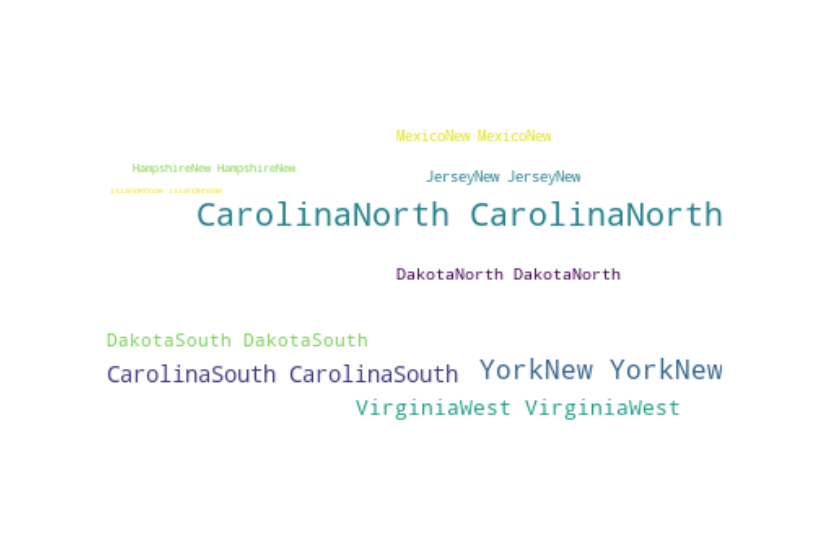 MexicoNew MexicoNew
HampshireNew HampshireNew
JerseyNew JerseyNew
IslandRhode IslandRhode
CarolinaNorth CarolinaNorth
DakotaNorth DakotaNorth
DakotaSouth DakotaSouth
CarolinaSouth CarolinaSouth
YorkNew YorkNew
VirginiaWest VirginiaWest